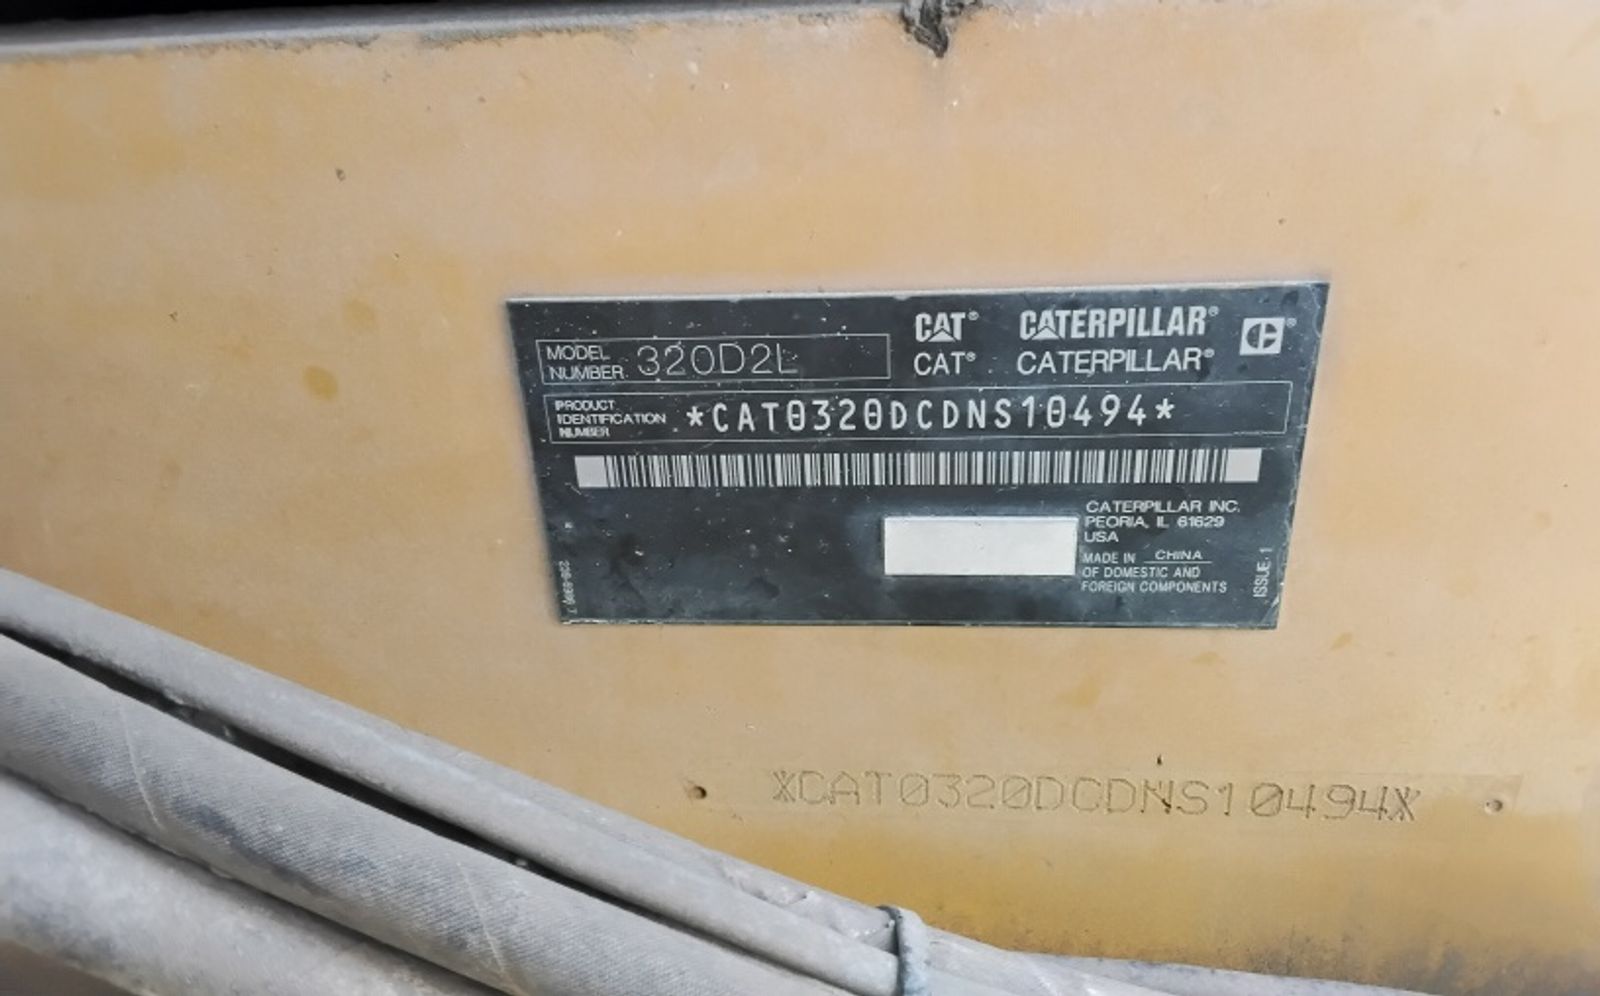 CAT® CATERPILLAR® ®
MODEL NUMBER 320D2L CAT® CATERPILLAR®
PRODUCT IDENTIFICATION NUMBER *CAT0320DCDNS10494*
CATERPILLAR INC.
PEORIA, IL 61629
USA
MADE IN CHINA
OF DOMESTIC AND
FOREIGN COMPONENTS
ISSUE 1
*CAT0320DCDNS10494*